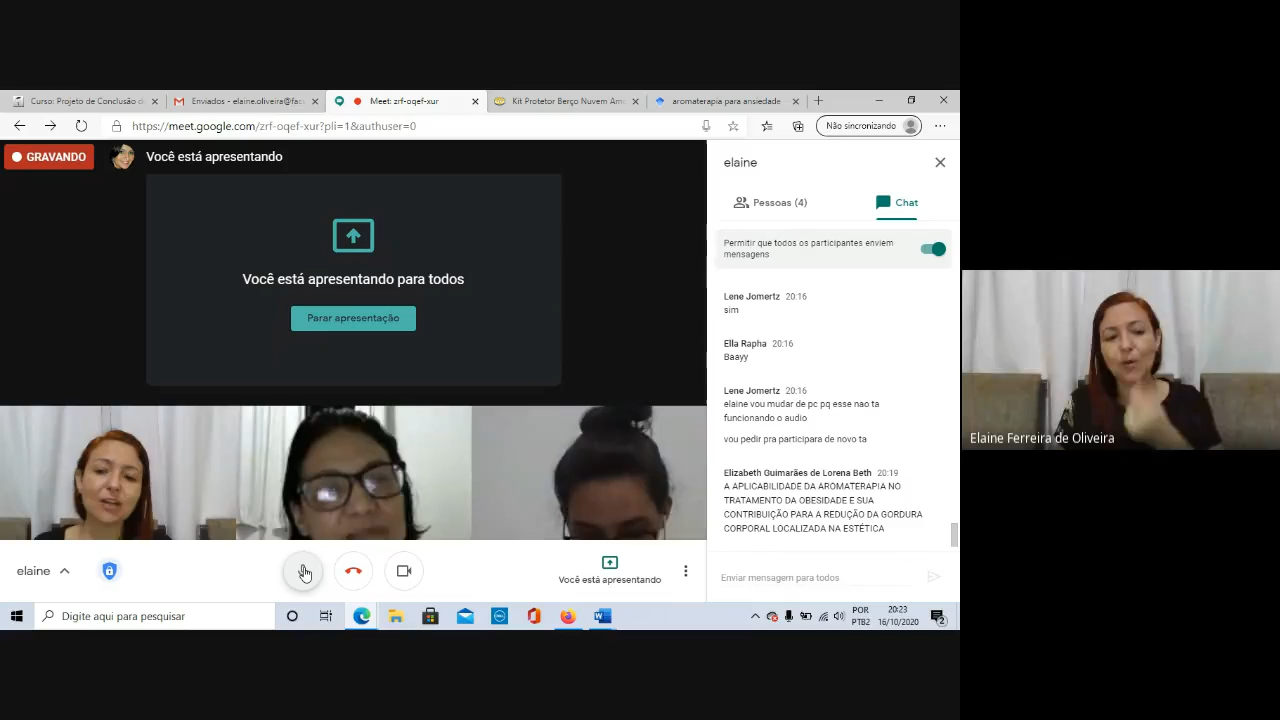 Curso: Projeto de Conclusão d
Enviados - elaine.oliveira@fac
Meet: zrf-oqef-xur
Kit Protetor Berço Nuvem Am
aromaterapia para ansiedade
https://meet.google.com/zrf-oqef-xur?pli=1&authuser=0
Não sincronizando
GRAVANDO
Você está apresentando
elaine
Pessoas (4)
Chat
Permitir que todos os participantes enviem
mensagens
Você está apresentando para todos
Parar apresentação
Lene Jomertz 20:16
sim
Ella Rapha 20:16
Baayy
Lene Jomertz 20:16
elaine vou mudar de pc pq esse nao ta
funcionando o audio
vou pedir pra participara de novo ta
Elizabeth Guimarães de Lorena Beth 20:19
A APLICABILIDADE DA AROMATERAPIA NO
TRATAMENTO DA OBESIDADE E SUA
CONTRIBUIÇÃO PARA A REDUÇÃO DA GORDURA
CORPORAL LOCALIZADA NA ESTÉTICA
Elaine Ferreira de Oliveira
elaine
Você está apresentando
Enviar mensagem para todos
Digite aqui para pesquisar
POR
PTB2
20:23
16/10/2020
2